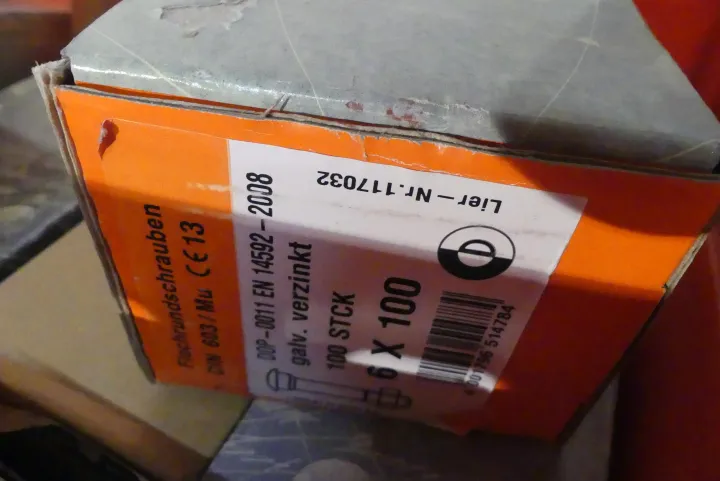 Flachrundschrauben
DIN 603/Mu CE 13
DOP-0011 EN 14592-2008
galv. verzinkt
100 STCK
6 X 100
4 001796 514784
D
Lier-Nr.117032